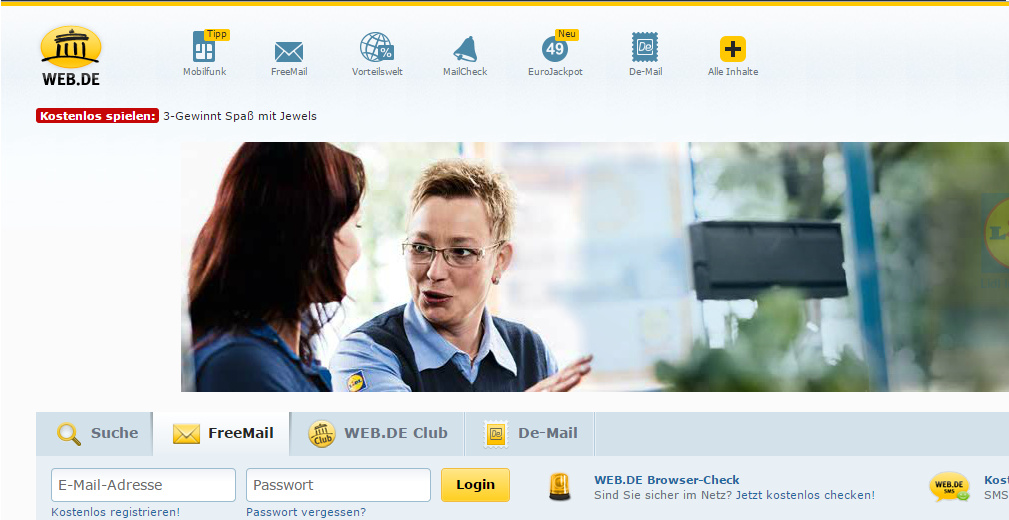 Tipp
Neu
49
%
De
WEB.DE
Mobilfunk
FreeMail
Vorteilswelt
MailCheck
EuroJackpot
De-Mail
Alle Inhalte
Kostenlos spielen: 3-Gewinnt Spaß mit Jewels
Suche
FreeMail
Club
WEB.DE Club
De
De-Mail
E-Mail-Adresse
Passwort
Login
WEB.DE Browser-Check
Sind Sie sicher im Netz? Jetzt kostenlos checken!
WEB.DE
SMS
SMS
Kostenlos registrieren!
Passwort vergessen?